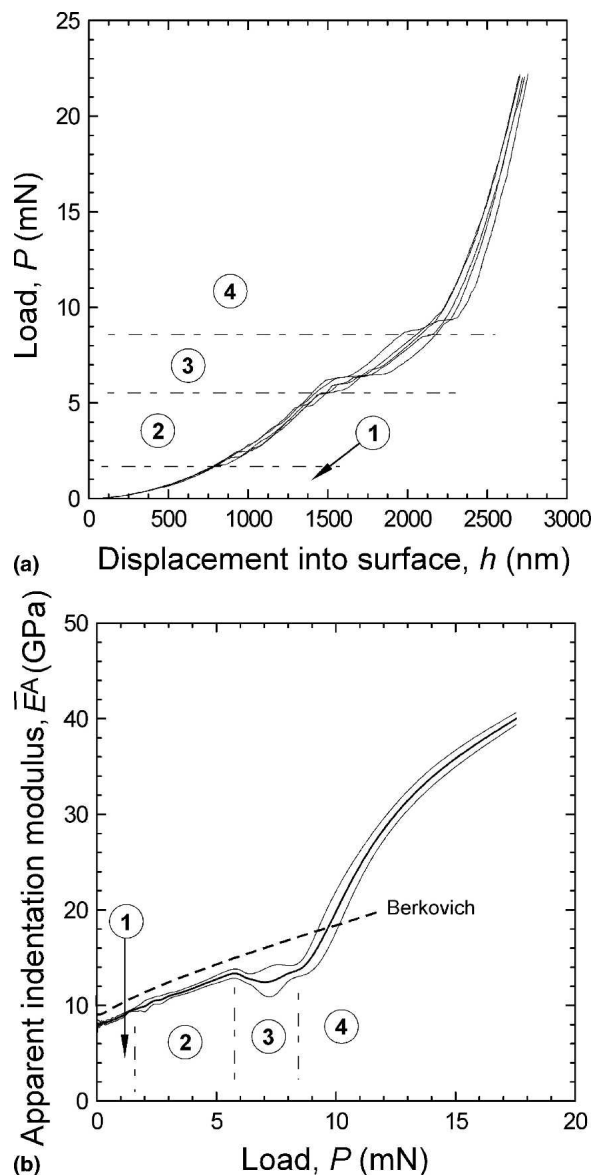 25
20
15
10
5
0
Load, P (mN)
4
3
2
1
0 500 1000 1500 2000 2500 3000
Displacement into surface, h (nm)
(a)
50
40
30
20
10
0
Apparent indentation modulus, E̅ᴬ(GPa)
Berkovich
1
2
3
4
0 5 10 15 20
Load, P (mN)
(b)